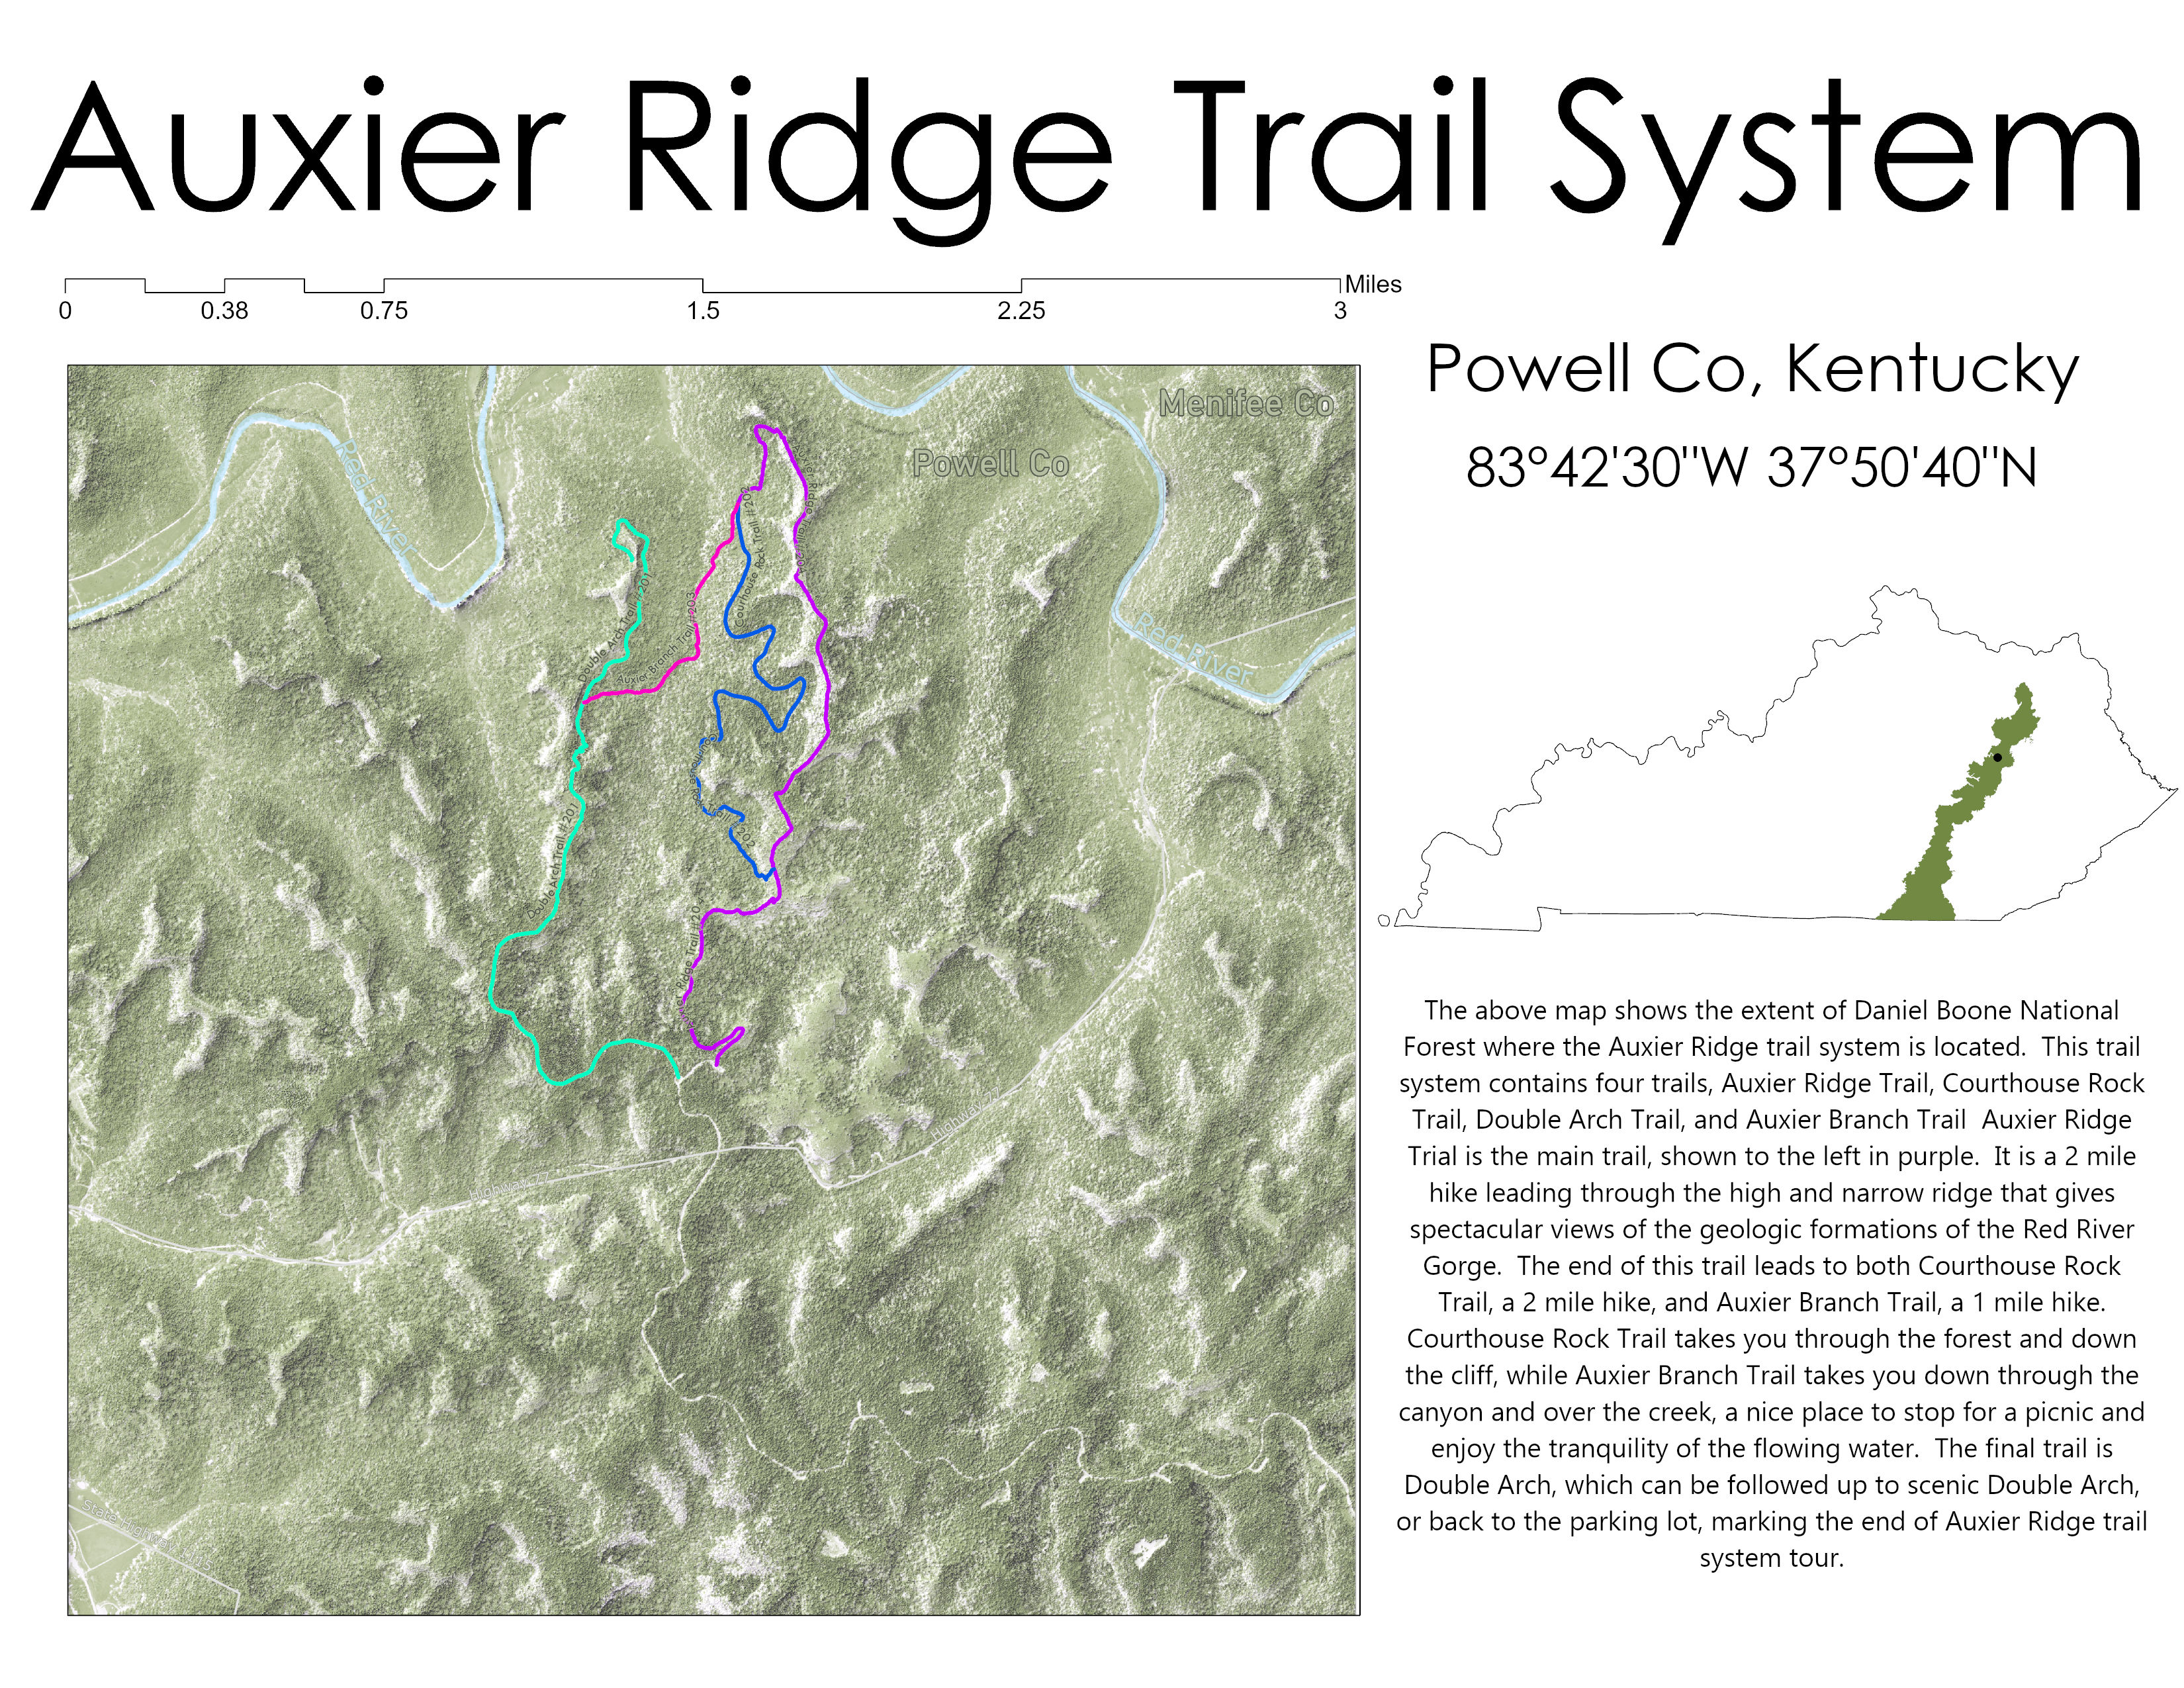 Auxier Ridge Trail System
Miles
0 0.38 0.75 1.5 2.25 3
Powell Co, Kentucky
83°42'30"W 37°50'40"N
Menifee Co
Powell Co
Red River
Red River
Double Arch Trail #201
Auxier Branch Trail #203
Courthouse Rock Trail #202
Ridge Trail
Double Arch Trail #201
Ridge Trail
Highway
Highway
State Highway
The above map shows the extent of Daniel Boone National
Forest where the Auxier Ridge trail system is located.  This trail
system contains four trails, Auxier Ridge Trail, Courthouse Rock
Trail, Double Arch Trail, and Auxier Branch Trail  Auxier Ridge
Trial is the main trail, shown to the left in purple.  It is a 2 mile
hike leading through the high and narrow ridge that gives
spectacular views of the geologic formations of the Red River
Gorge.  The end of this trail leads to both Courthouse Rock
Trail, a 2 mile hike, and Auxier Branch Trail, a 1 mile hike.
Courthouse Rock Trail takes you through the forest and down
the cliff, while Auxier Branch Trail takes you down through the
canyon and over the creek, a nice place to stop for a picnic and
enjoy the tranquility of the flowing water.  The final trail is
Double Arch, which can be followed up to scenic Double Arch,
or back to the parking lot, marking the end of Auxier Ridge trail
system tour.